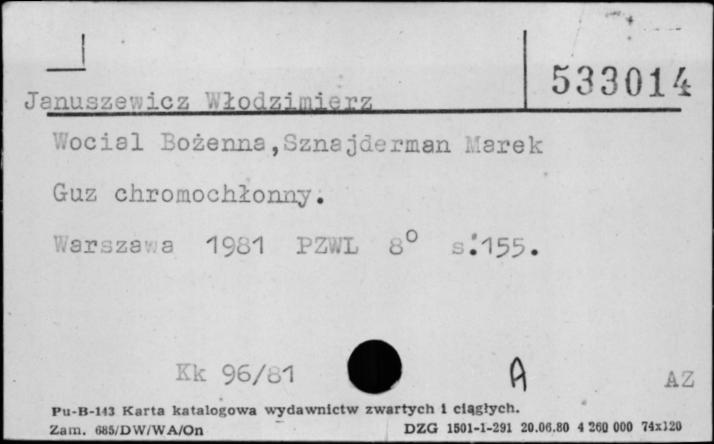 533014
Januszewicz Włodzimierz
Wocial Bożenna,Sznajderman Marek
Guz chromochłonny.
Warszawa 1981 PZWL 8° s.155.
Kk 96/81 A AZ
Pu-B-143 Karta katalogowa wydawnictw zwartych i ciągłych.
Zam. 685/DW/WA/On DZG 1501-1-291 20.06.80 4 260 000 74x120